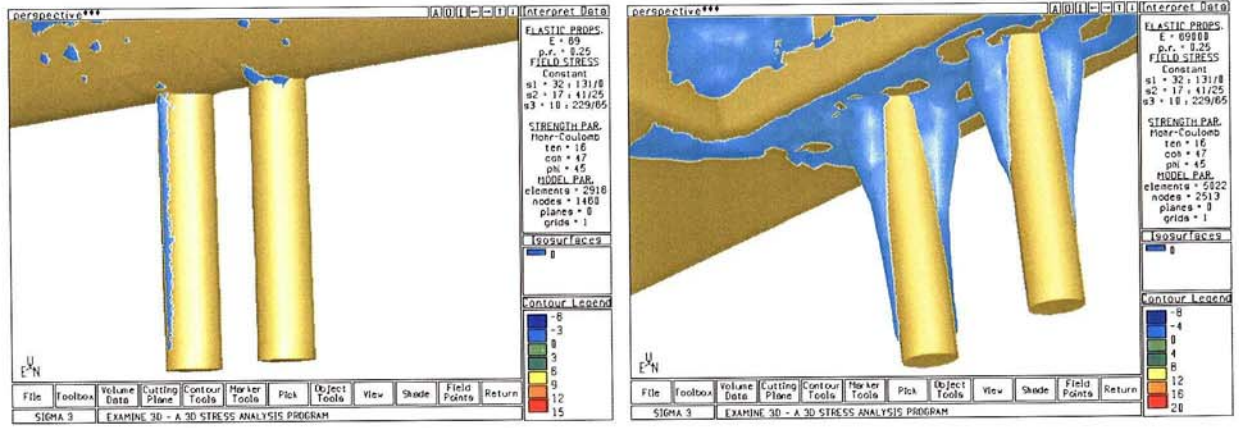 perspective*** A O I ← → ↑ ↓ Interpret Data
ELASTIC PROPS.
E = 69
p.r. = 0.25
FIELD STRESS
Constant
s1 = 32 : 131/0
s2 = 17 : 41/25
s3 = 10 : 229/65
STRENGTH PAR.
Mohr-Coulomb
ten = 16
coh = 47
phi = 45
MODEL PAR.
elements = 2916
nodes = 1460
planes = 0
grids = 1
Isosurfaces
0
Contour Legend
-6
-3
0
3
6
9
12
15
U
E N
File Toolbox Volume Data Cutting Plane Contour Tools Marker Tools Pick Object Tools View Shade Field Points Return
SIGMA 3 EXAMINE 3D - A 3D STRESS ANALYSIS PROGRAM
perspective*** A O I ← → ↑ ↓ Interpret Data
ELASTIC PROPS.
E = 69000
p.r. = 0.25
FIELD STRESS
Constant
s1 = 32 : 131/0
s2 = 17 : 41/25
s3 = 10 : 229/65
STRENGTH PAR.
Mohr-Coulomb
ten = 16
coh = 47
phi = 45
MODEL PAR.
elements = 5022
nodes = 2513
planes = 0
grids = 1
Isosurfaces
0
Contour Legend
-8
-4
0
4
8
12
16
20
U
E N
File Toolbox Volume Data Cutting Plane Contour Tools Marker Tools Pick Object Tools View Shade Field Points Return
SIGMA 3 EXAMINE 3D - A 3D STRESS ANALYSIS PROGRAM